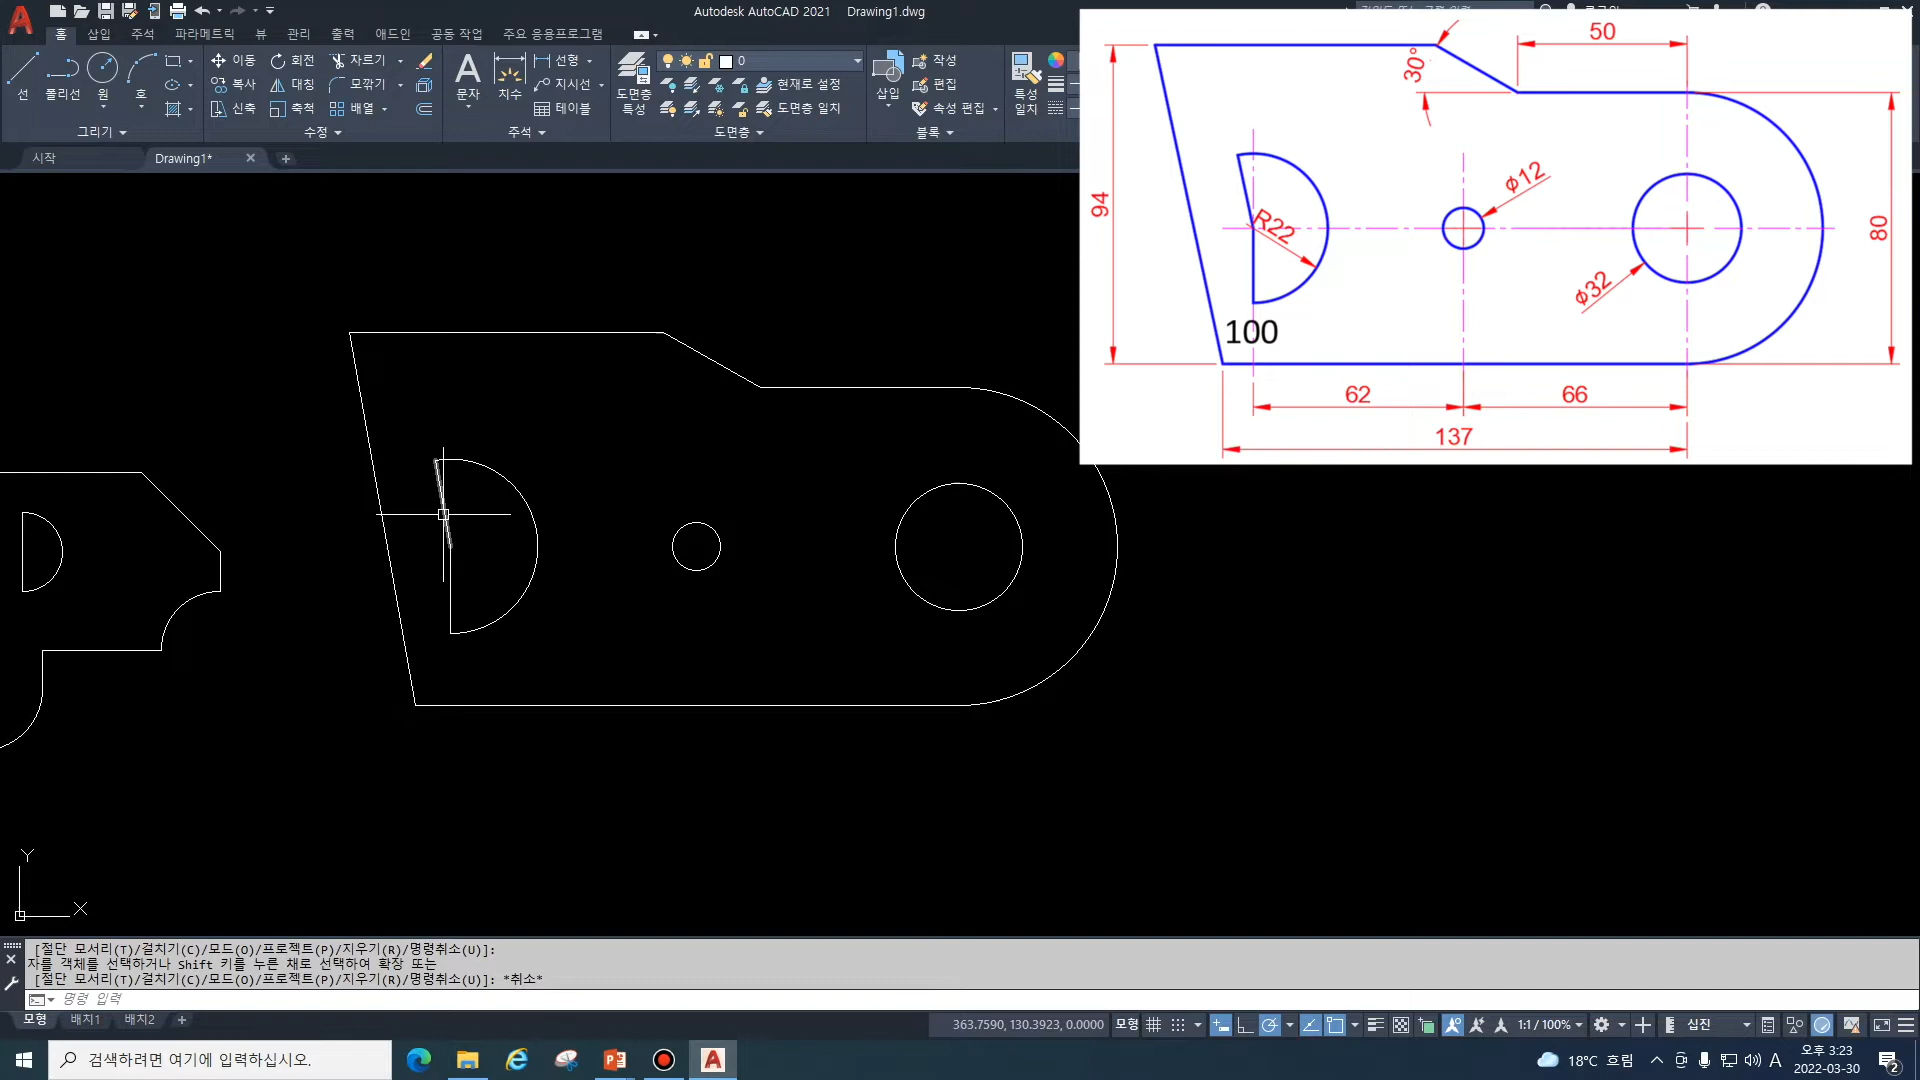 Autodesk AutoCAD 2021 Drawing1.dwg
홈 삽입 주석 파라메트릭 뷰 관리 출력 애드인 공동 작업 주요 응용프로그램
선 폴리선 원 호
이동 회전 자르기
복사 대칭 모깎기
신축 축척 배열
문자 치수
선형
지시선
테이블
도면층 특성
0
현재로 설정
도면층 일치
삽입
작성
편집
속성 편집
특성 일치
그리기 수정 주석 도면층 블록
시작 Drawing1*
50
30°
94
R22
ϕ12
ϕ32
80
100
62 66
137
Y
X
[절단 모서리(T)/걸치기(C)/모드(O)/프로젝트(P)/지우기(R)/명령취소(U)]:
자를 객체를 선택하거나 Shift 키를 누른 채로 선택하여 확장 또는
[절단 모서리(T)/걸치기(C)/모드(O)/프로젝트(P)/지우기(R)/명령취소(U)]: *취소*
명령 입력
모형 배치1 배치2
363.7590, 130.3923, 0.0000 모형 1:1 / 100% 십진
검색하려면 여기에 입력하십시오.
18°C 흐림 A 오후 3:23
2022-03-30
2